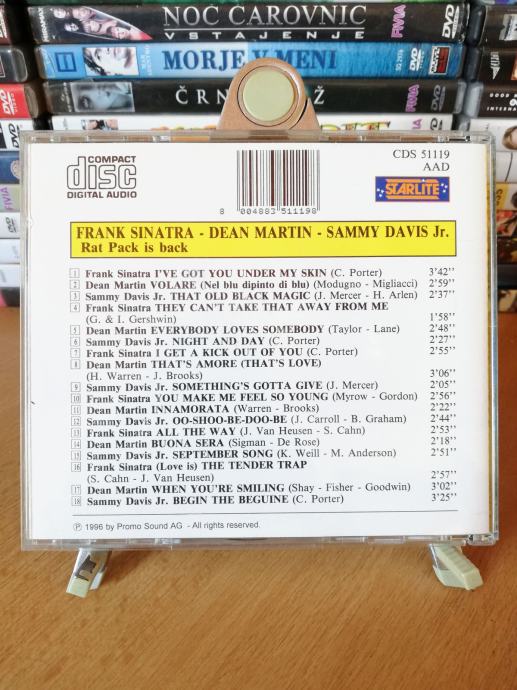 NOC CAROVNIC
VSTAJENJE
FIVIA
MORJE V MENI
DVD
FIVIA
DVD
COMPACT
disc
DIGITAL AUDIO
8 004883 511198
CDS 51119
AAD
STARLITE
FRANK SINATRA - DEAN MARTIN - SAMMY DAVIS Jr.
Rat Pack is back
1 Frank Sinatra I'VE GOT YOU UNDER MY SKIN (C. Porter) 3'42''
2 Dean Martin VOLARE (Nel blu dipinto di blu) (Modugno - Migliacci) 2'59''
3 Sammy Davis Jr. THAT OLD BLACK MAGIC (J. Mercer - H. Arlen) 2'37''
4 Frank Sinatra THEY CAN'T TAKE THAT AWAY FROM ME
(G. & I. Gershwin) 1'58''
5 Dean Martin EVERYBODY LOVES SOMEBODY (Taylor - Lane) 2'48''
6 Sammy Davis Jr. NIGHT AND DAY (C. Porter) 2'27''
7 Frank Sinatra I GET A KICK OUT OF YOU (C. Porter) 2'55''
8 Dean Martin THAT'S AMORE (THAT'S LOVE)
(H. Warren - J. Brooks) 3'06''
9 Sammy Davis Jr. SOMETHING'S GOTTA GIVE (J. Mercer) 2'05''
10 Frank Sinatra YOU MAKE ME FEEL SO YOUNG (Myrow - Gordon) 2'56''
11 Dean Martin INNAMORATA (Warren - Brooks) 2'22''
12 Sammy Davis Jr. OO-SHOO-BE-DOO-BE (J. Carroll - B. Graham) 2'44''
13 Frank Sinatra ALL THE WAY (J. Van Heusen - S. Cahn) 2'53''
14 Dean Martin BUONA SERA (Sigman - De Rose) 2'18''
15 Sammy Davis Jr. SEPTEMBER SONG (K. Weill - M. Anderson) 2'51''
16 Frank Sinatra (Love is) THE TENDER TRAP
(S. Cahn - J. Van Heusen) 2'57''
17 Dean Martin WHEN YOU'RE SMILING (Shay - Fisher - Goodwin) 3'02''
18 Sammy Davis Jr. BEGIN THE BEGUINE (C. Porter) 3'25''
℗ 1996 by Promo Sound AG - All rights reserved.